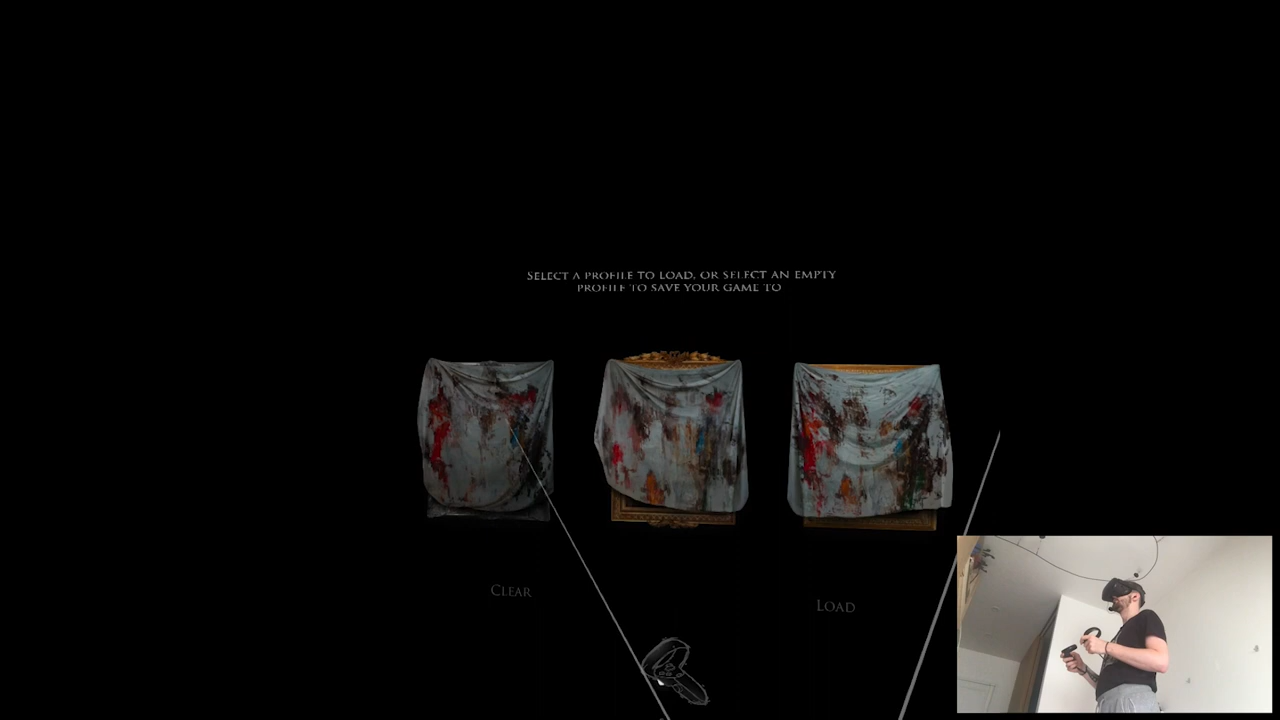 SELECT A PROFILE TO LOAD, OR SELECT AN EMPTY
PROFILE TO SAVE YOUR GAME TO
CLEAR
LOAD